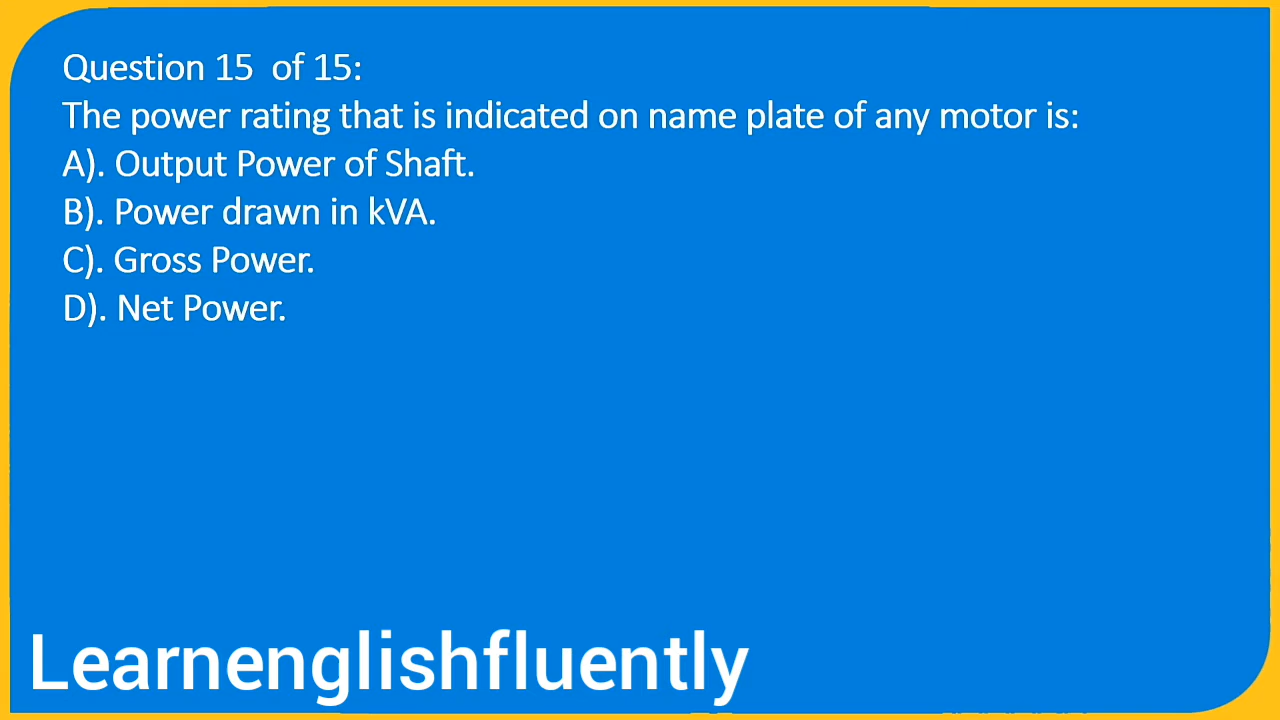 Question 15  of 15:
The power rating that is indicated on name plate of any motor is:
A). Output Power of Shaft.
B). Power drawn in kVA.
C). Gross Power.
D). Net Power.
Learnenglishfluently